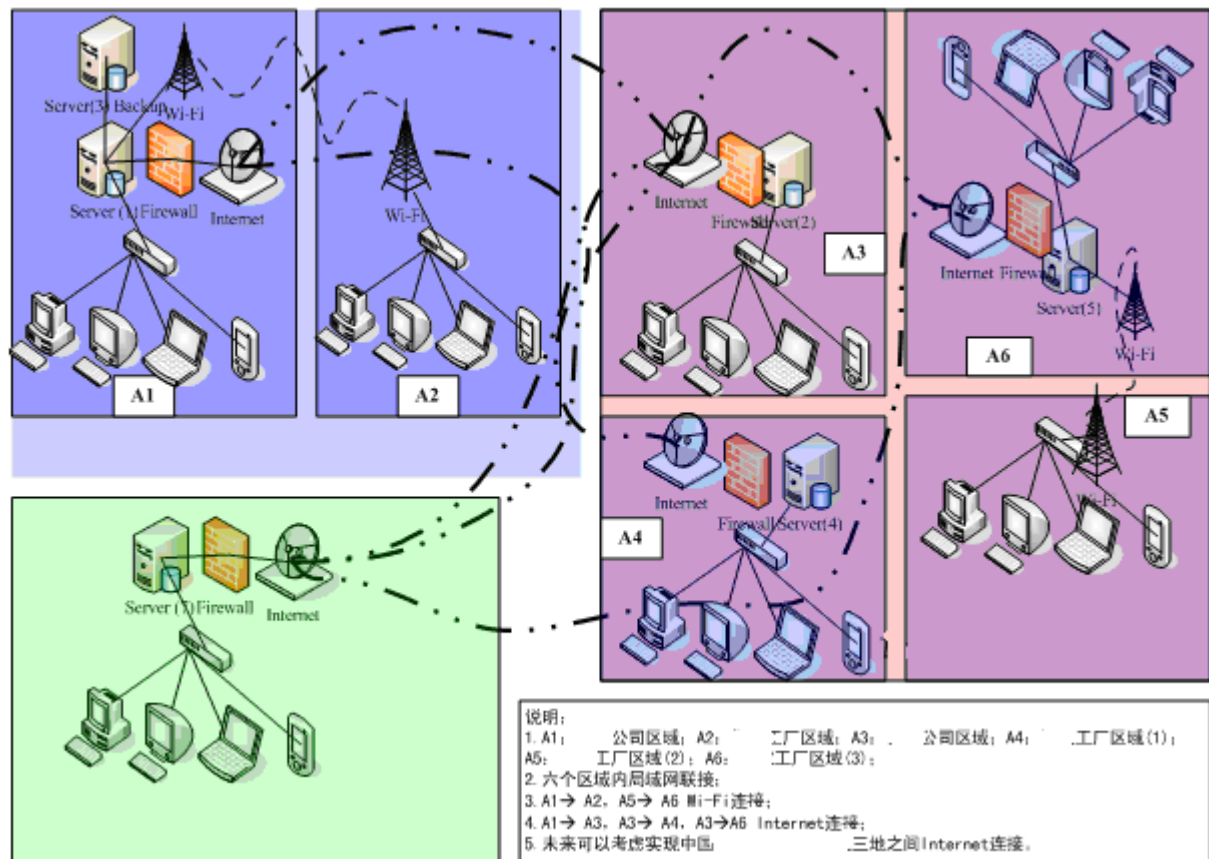 Server(3) Backup
Wi-Fi
Server (1)
Firewall
Internet
A1
Wi-Fi
A2
Internet
Firewall
Server(2)
A3
Internet
Firewall
Server(5)
Wi-Fi
A6
Internet
Firewall
Server(4)
A4
A5
Wi-Fi
Server (7)
Firewall
Internet
说明:
1. A1: 公司区域; A2: 工厂区域; A3: 公司区域; A4: 工厂区域(1);
A5: 工厂区域(2); A6: 工厂区域(3);
2. 六个区域内局域网联接;
3. A1→ A2, A5→ A6 Wi-Fi连接;
4. A1→ A3, A3→ A4, A3→A6 Internet连接;
5. 未来可以考虑实现中国 三地之间Internet连接.